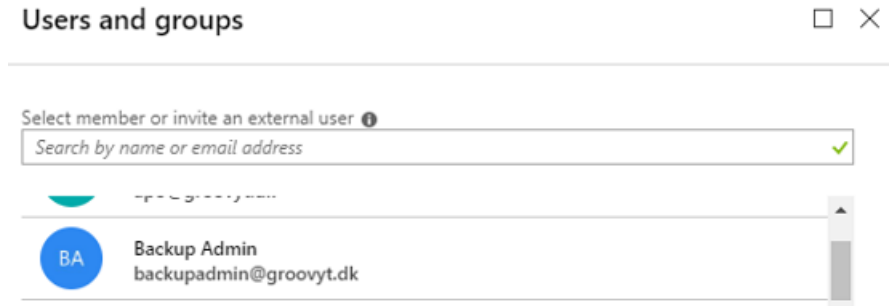 Users and groups
Select member or invite an external user
Search by name or email address
BA
Backup Admin
backupadmin@groovyt.dk